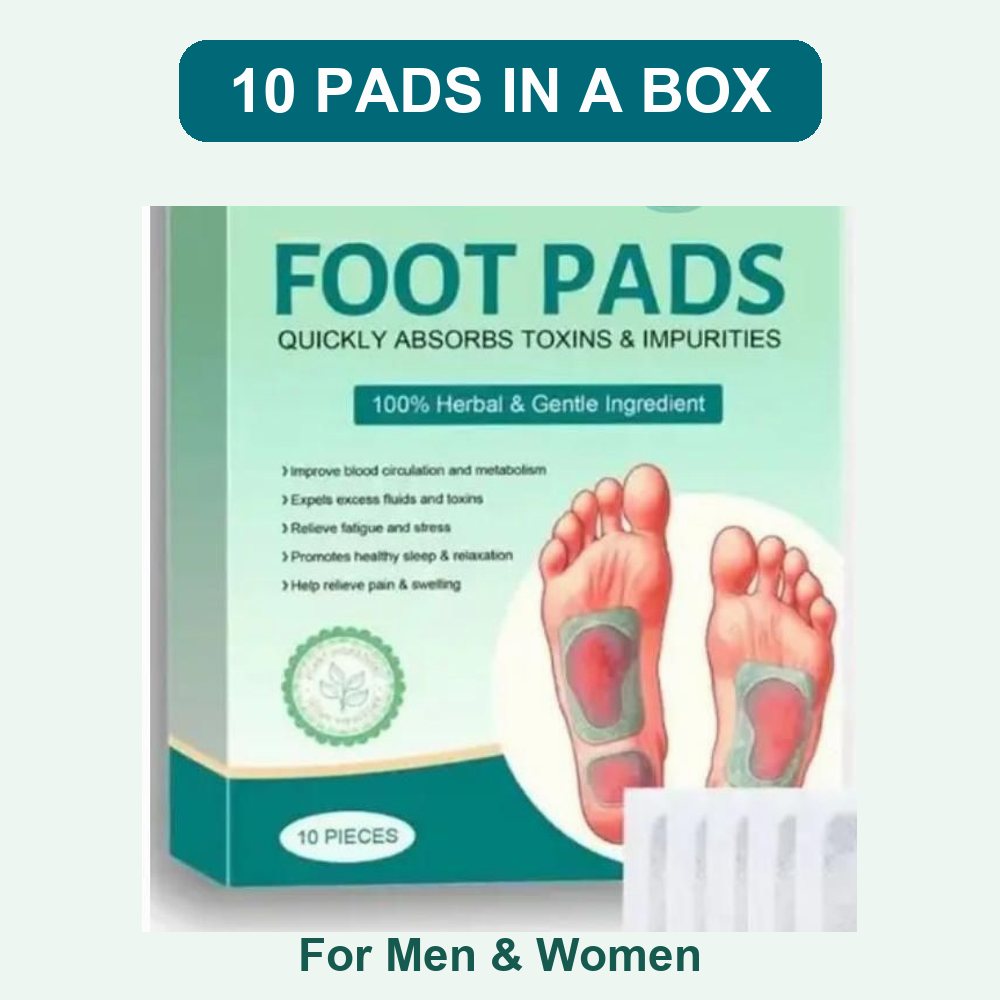 10 PADS IN A BOX
FOOT PADS
QUICKLY ABSORBS TOXINS & IMPURITIES
100% Herbal & Gentle Ingredient
Improve blood circulation and metabolism
Expels excess fluids and toxins
Relieve fatigue and stress
Promotes healthy sleep & relaxation
Help relieve pain & swelling
10 PIECES
For Men & Women